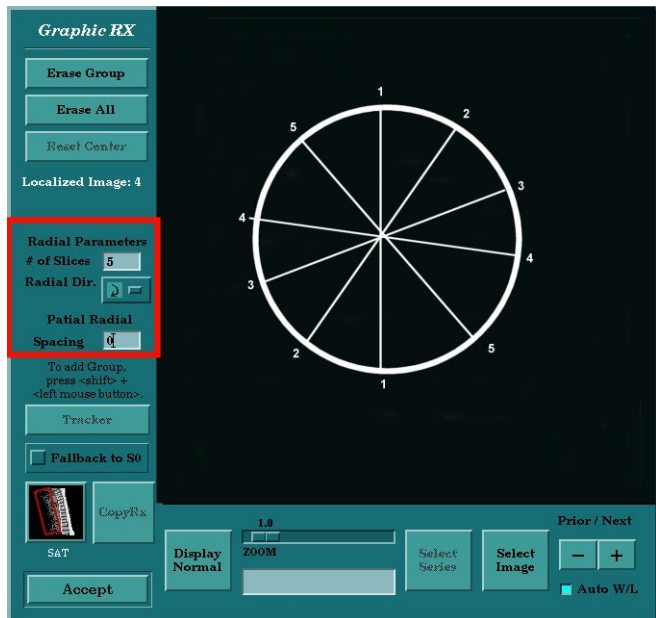 Graphic RX
Erase Group
Erase All
Reset Center
Localized Image: 4
Radial Parameters
# of Slices 5
Radial Dir.
Patial Radial
Spacing 0
To add Group,
press <shift> +
<left mouse button>.
Tracker
Fallback to S0
CopyRx
SAT
Accept
1
2
3
4
5
1
2
3
4
5
Display
Normal
1.0
ZOOM
Select
Series
Select
Image
Prior / Next
− +
Auto W/L